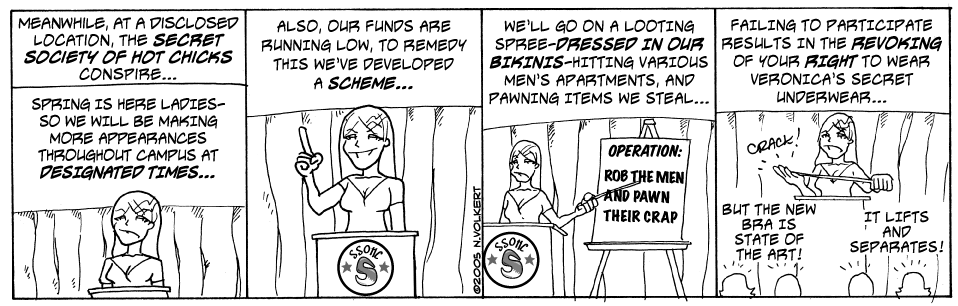 MEANWHILE, AT A DISCLOSED
LOCATION, THE SECRET
SOCIETY OF HOT CHICKS
CONSPIRE...
SPRING IS HERE LADIES-
SO WE WILL BE MAKING
MORE APPEARANCES
THROUGHOUT CAMPUS AT
DESIGNATED TIMES...
ALSO, OUR FUNDS ARE
RUNNING LOW, TO REMEDY
THIS WE'VE DEVELOPED
A SCHEME...
SSOHC
S
©2005 N.VOLKERT
WE'LL GO ON A LOOTING
SPREE-DRESSED IN OUR
BIKINIS-HITTING VARIOUS
MEN'S APARTMENTS, AND
PAWNING ITEMS WE STEAL...
OPERATION:
ROB THE MEN
AND PAWN
THEIR CRAP
SSOHC
S
FAILING TO PARTICIPATE
RESULTS IN THE REVOKING
OF YOUR RIGHT TO WEAR
VERONICA'S SECRET
UNDERWEAR...
CRACK!
BUT THE NEW
BRA IS
STATE OF
THE ART!
IT LIFTS
AND
SEPARATES!